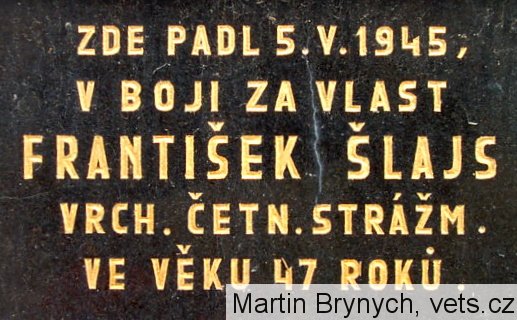 ZDE PADL 5.V.1945,
V BOJI ZA VLAST
FRANTIŠEK ŠLAJS
VRCH. ČETN. STRÁŽM.
VE VĚKU 47 ROKŮ.
Martin Brynych, vets.cz